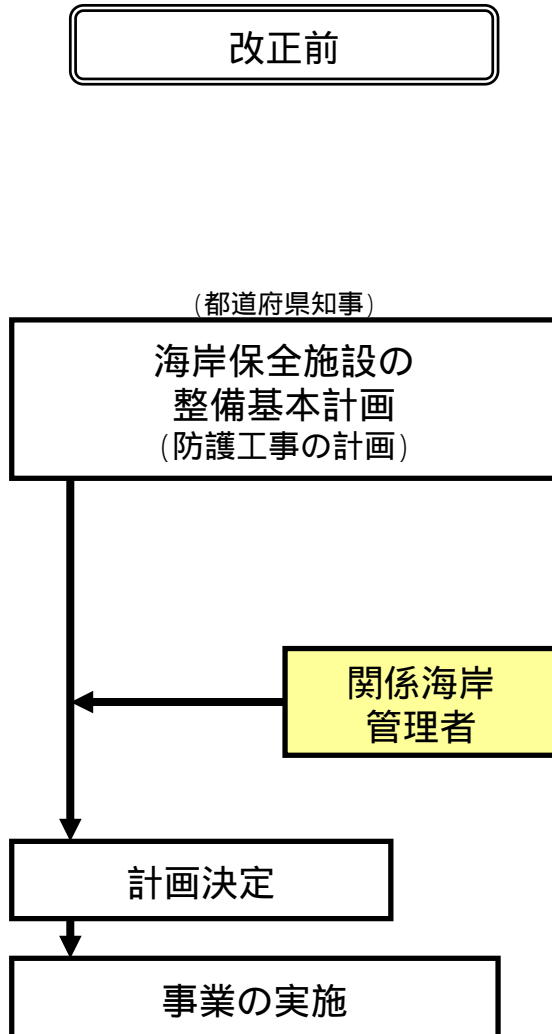 改正前
(都道府県知事)
海岸保全施設の
整備基本計画
(防護工事の計画)
関係海岸
管理者
計画決定
事業の実施